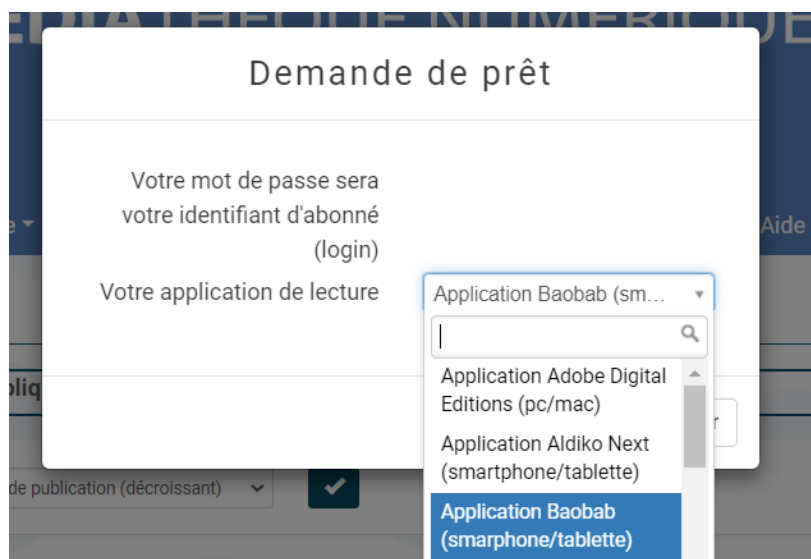 MEDIATHÈQUE NUMÉRIQUE
Demande de prêt
Votre mot de passe sera
votre identifiant d'abonné
(login)
Aide
Votre application de lecture
Application Baobab (sm...
Application Adobe Digital
Editions (pc/mac)
Application Aldiko Next
(smartphone/tablette)
Application Baobab
(smarphone/tablette)
de publication (décroissant)